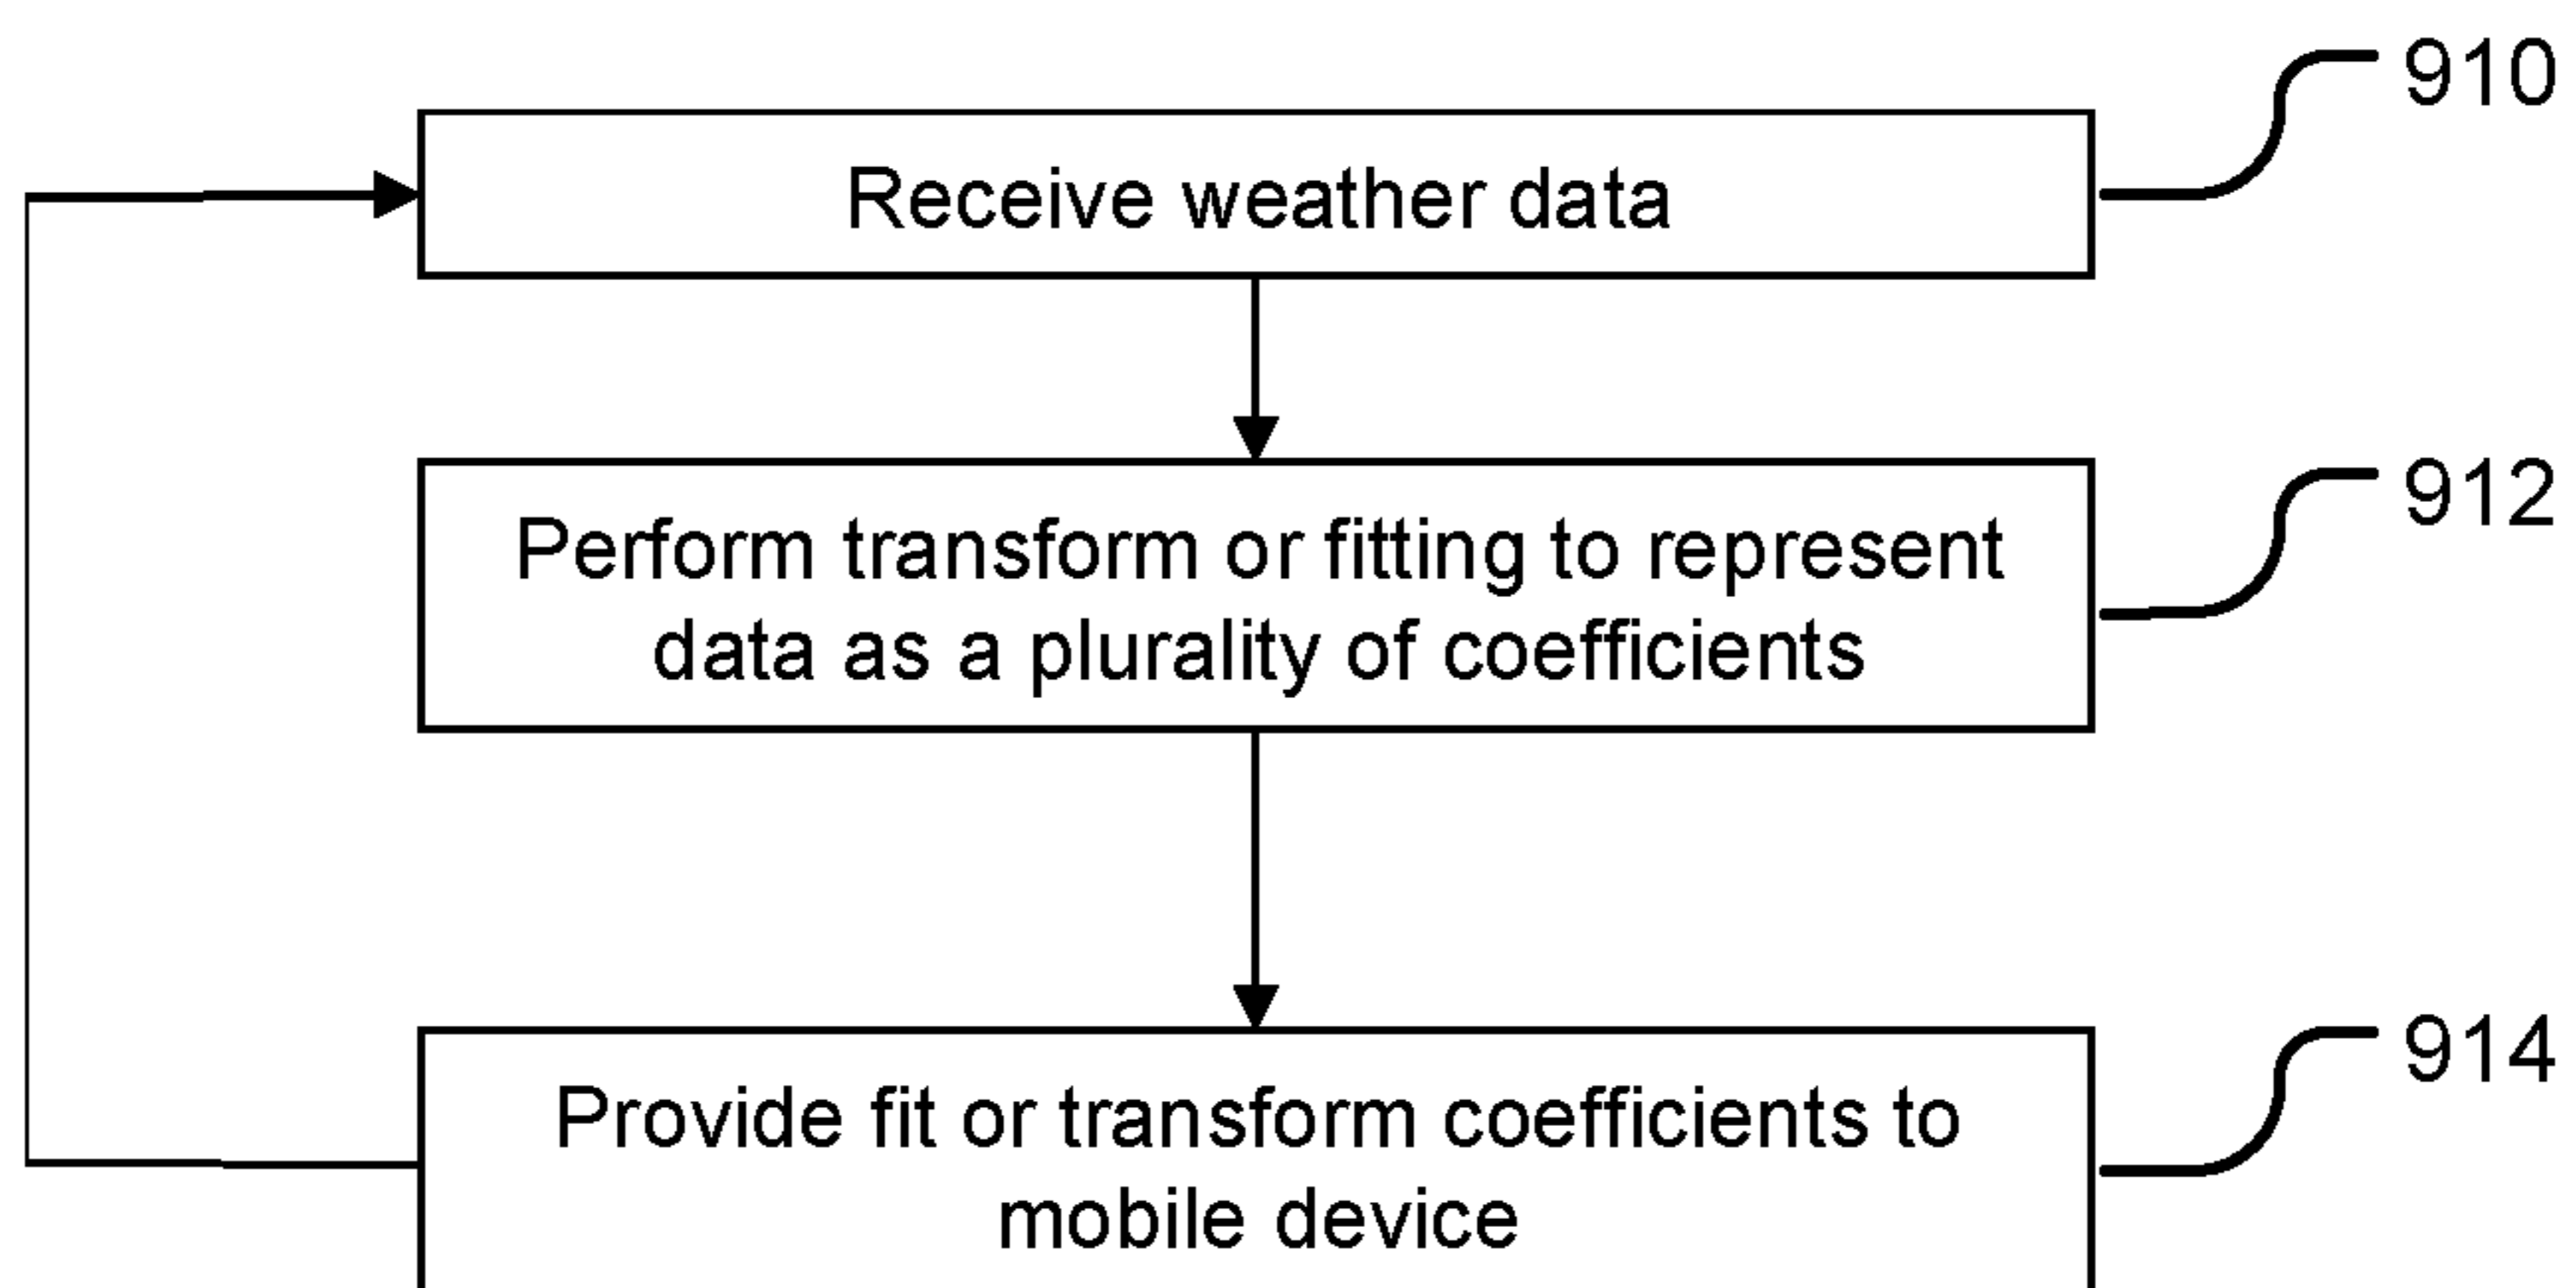 910
Receive weather data
912
Perform transform or fitting to represent
data as a plurality of coefficients
914
Provide fit or transform coefficients to
mobile device